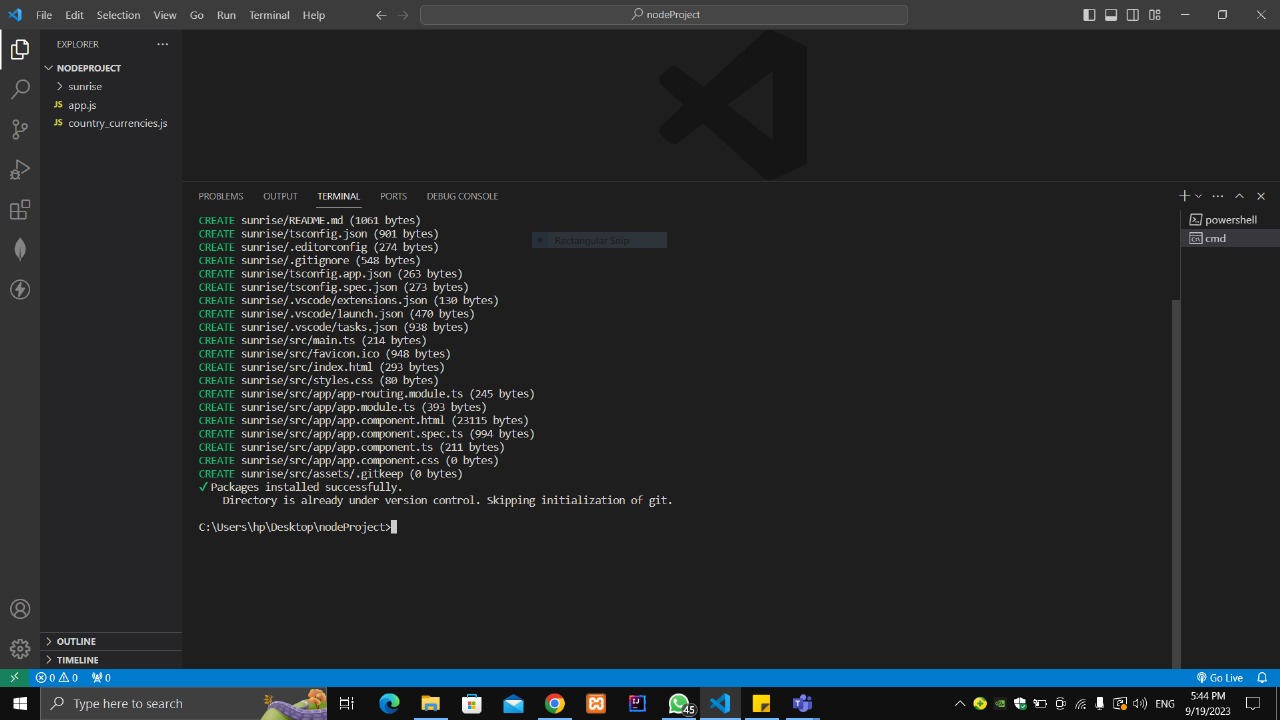 File Edit Selection View Go Run Terminal Help
nodeProject
EXPLORER
NODEPROJECT
sunrise
JS app.js
JS country_currencies.js
PROBLEMS OUTPUT TERMINAL PORTS DEBUG CONSOLE
CREATE sunrise/README.md (1061 bytes)
CREATE sunrise/tsconfig.json (901 bytes)
CREATE sunrise/.editorconfig (274 bytes)
CREATE sunrise/.gitignore (548 bytes)
CREATE sunrise/tsconfig.app.json (263 bytes)
CREATE sunrise/tsconfig.spec.json (273 bytes)
CREATE sunrise/.vscode/extensions.json (130 bytes)
CREATE sunrise/.vscode/launch.json (470 bytes)
CREATE sunrise/.vscode/tasks.json (938 bytes)
CREATE sunrise/src/main.ts (214 bytes)
CREATE sunrise/src/favicon.ico (948 bytes)
CREATE sunrise/src/index.html (293 bytes)
CREATE sunrise/src/styles.css (80 bytes)
CREATE sunrise/src/app/app-routing.module.ts (245 bytes)
CREATE sunrise/src/app/app.module.ts (393 bytes)
CREATE sunrise/src/app/app.component.html (23115 bytes)
CREATE sunrise/src/app/app.component.spec.ts (994 bytes)
CREATE sunrise/src/app/app.component.ts (211 bytes)
CREATE sunrise/src/app/app.component.css (0 bytes)
CREATE sunrise/src/assets/.gitkeep (0 bytes)
✓ Packages installed successfully.
Directory is already under version control. Skipping initialization of git.
C:\Users\hp\Desktop\nodeProject>
Rectangular Snip
powershell
cmd
OUTLINE
TIMELINE
0 0 0
Go Live
Type here to search
45
ENG
5:44 PM
9/19/2023